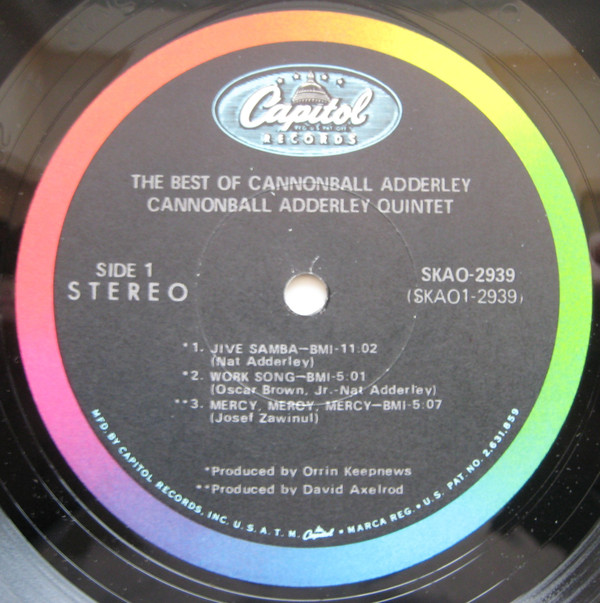 Capitol
REG. U.S. PAT. OFF.
RECORDS
THE BEST OF CANNONBALL ADDERLEY
CANNONBALL ADDERLEY QUINTET
SIDE 1
STEREO
SKAO-2939
(SKAO1-2939)
*1. JIVE SAMBA—BMI-11:02
(Nat Adderley)
*2. WORK SONG—BMI-5:01
(Oscar Brown, Jr.-Nat Adderley)
**3. MERCY, MERCY, MERCY—BMI-5:07
(Josef Zawinul)
*Produced by Orrin Keepnews
**Produced by David Axelrod
MFD. BY CAPITOL RECORDS, INC. U.S.A. T.M. Capitol • MARCA REG. • U.S. PAT. NO. 2,631,859